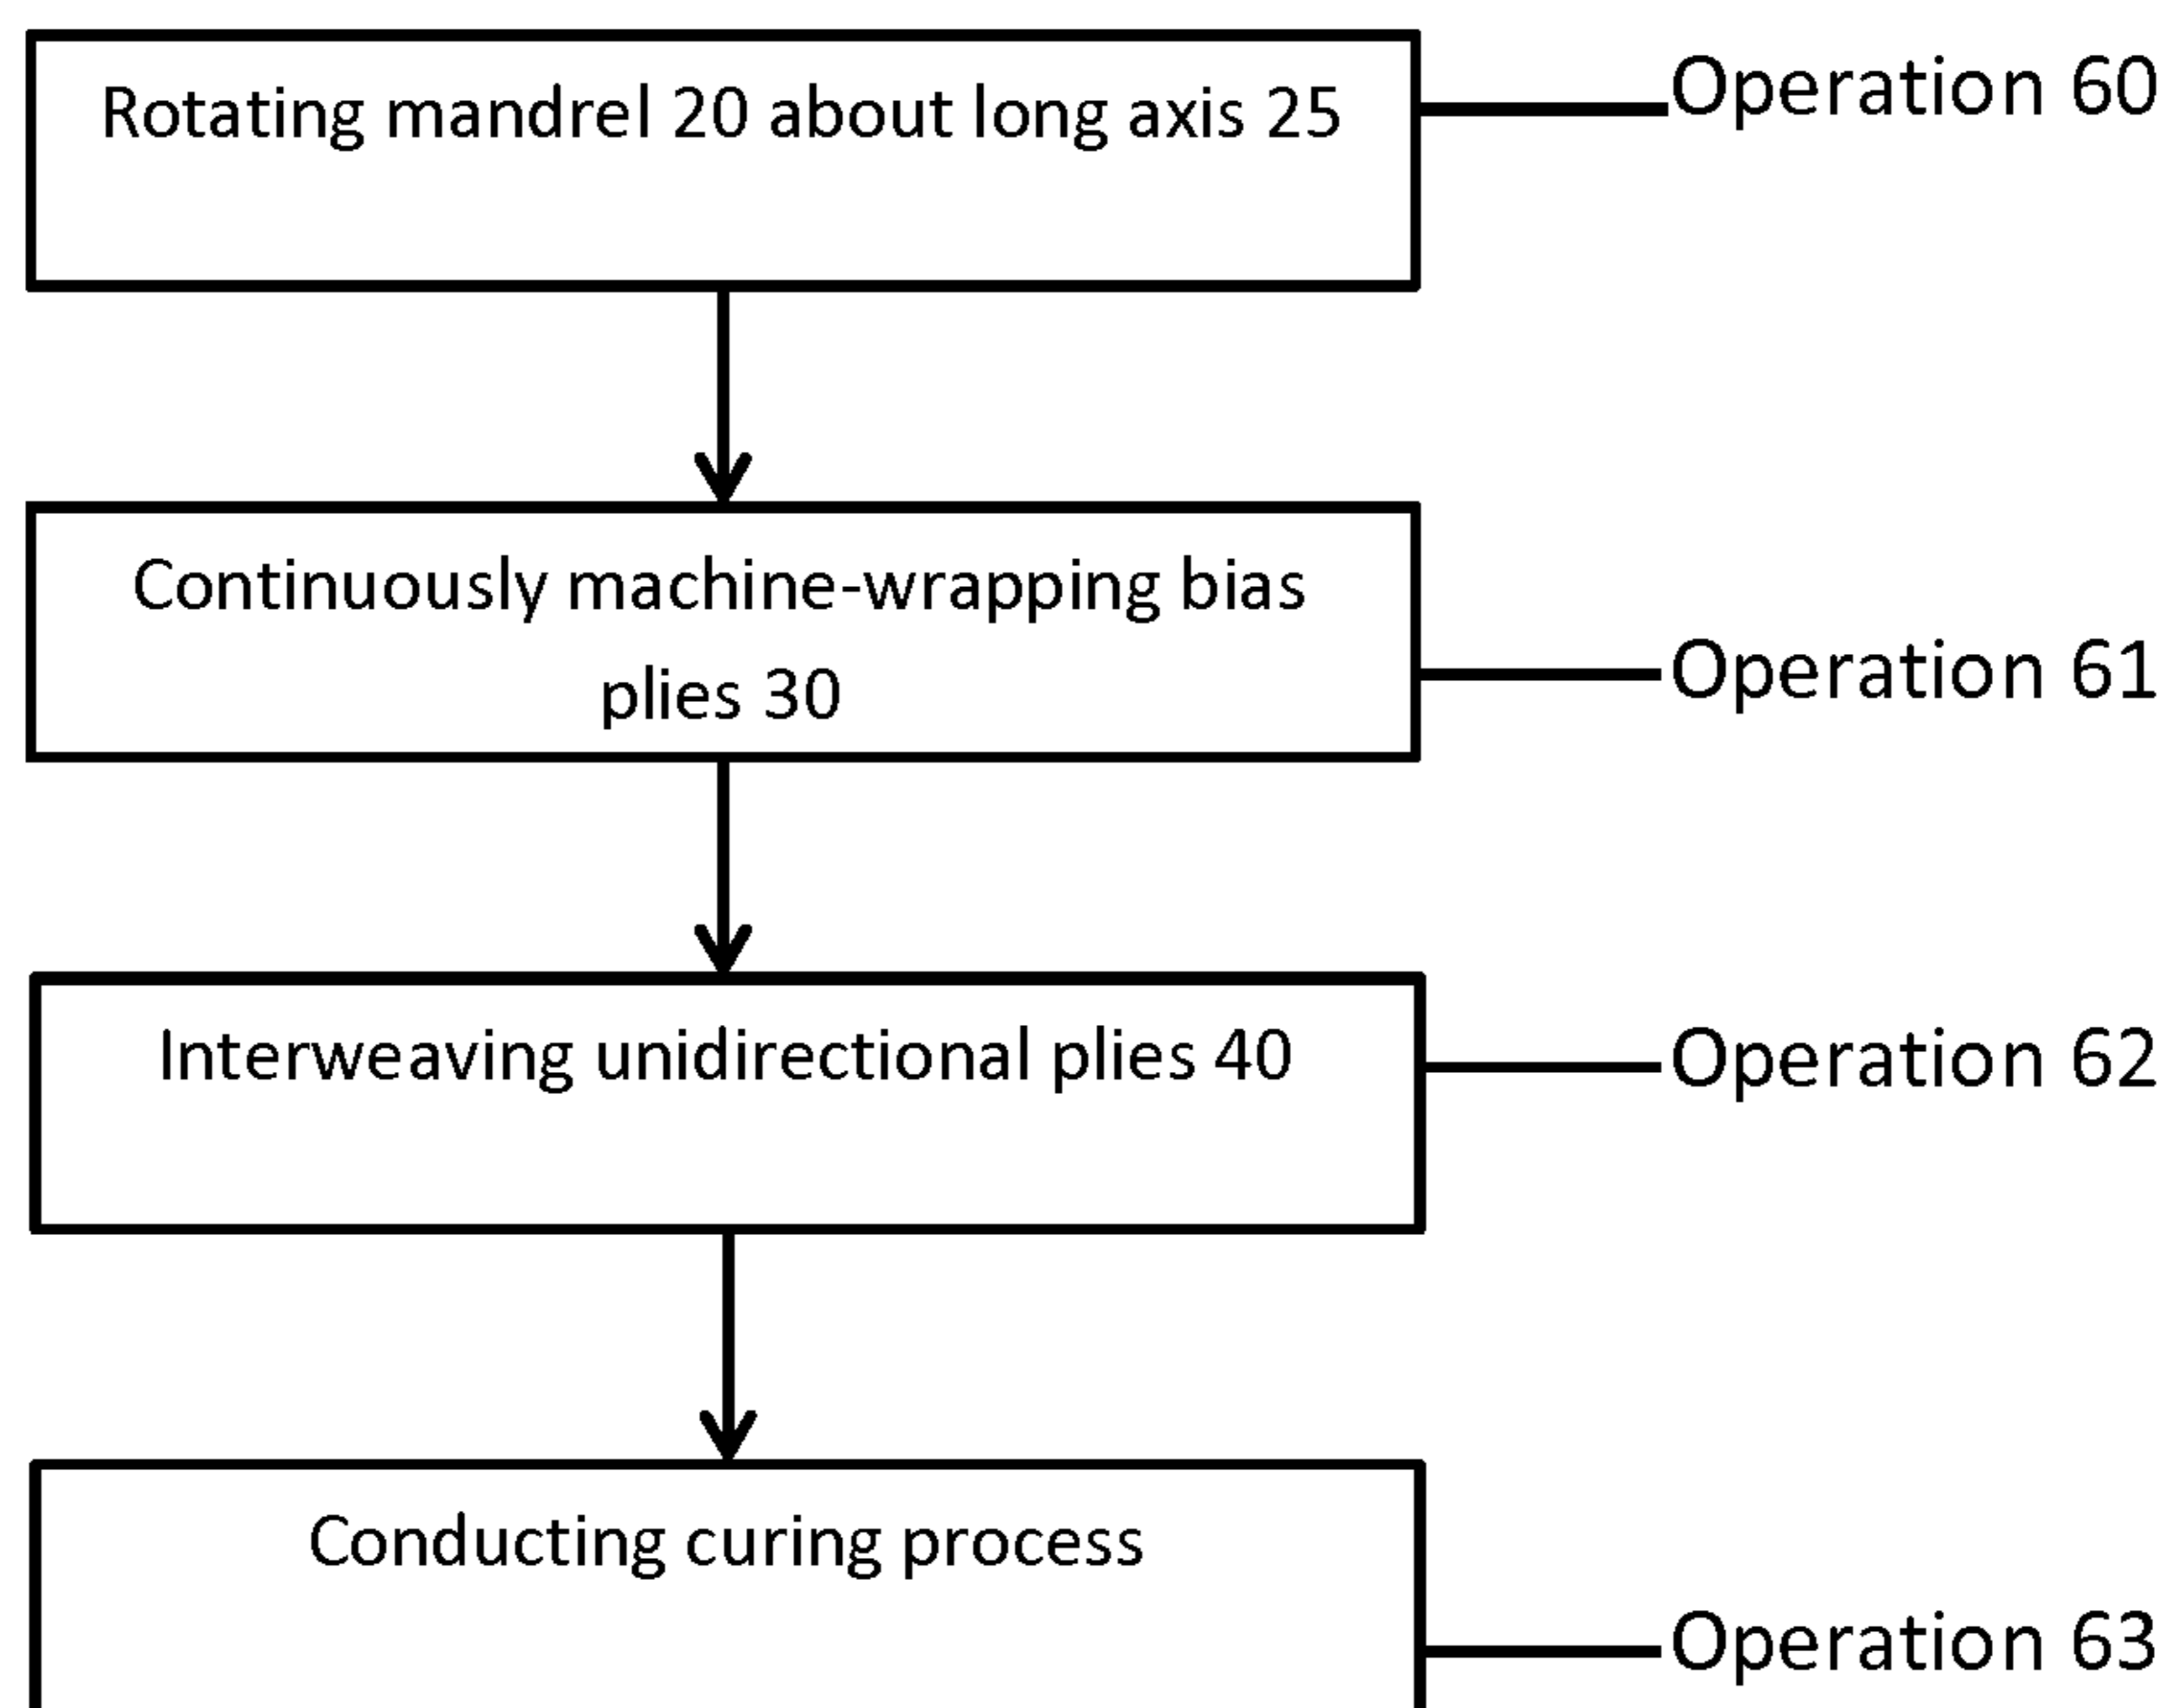 Rotating mandrel 20 about long axis 25
Operation 60
Continuously machine-wrapping bias
plies 30
Operation 61
Interweaving unidirectional plies 40
Operation 62
Conducting curing process
Operation 63